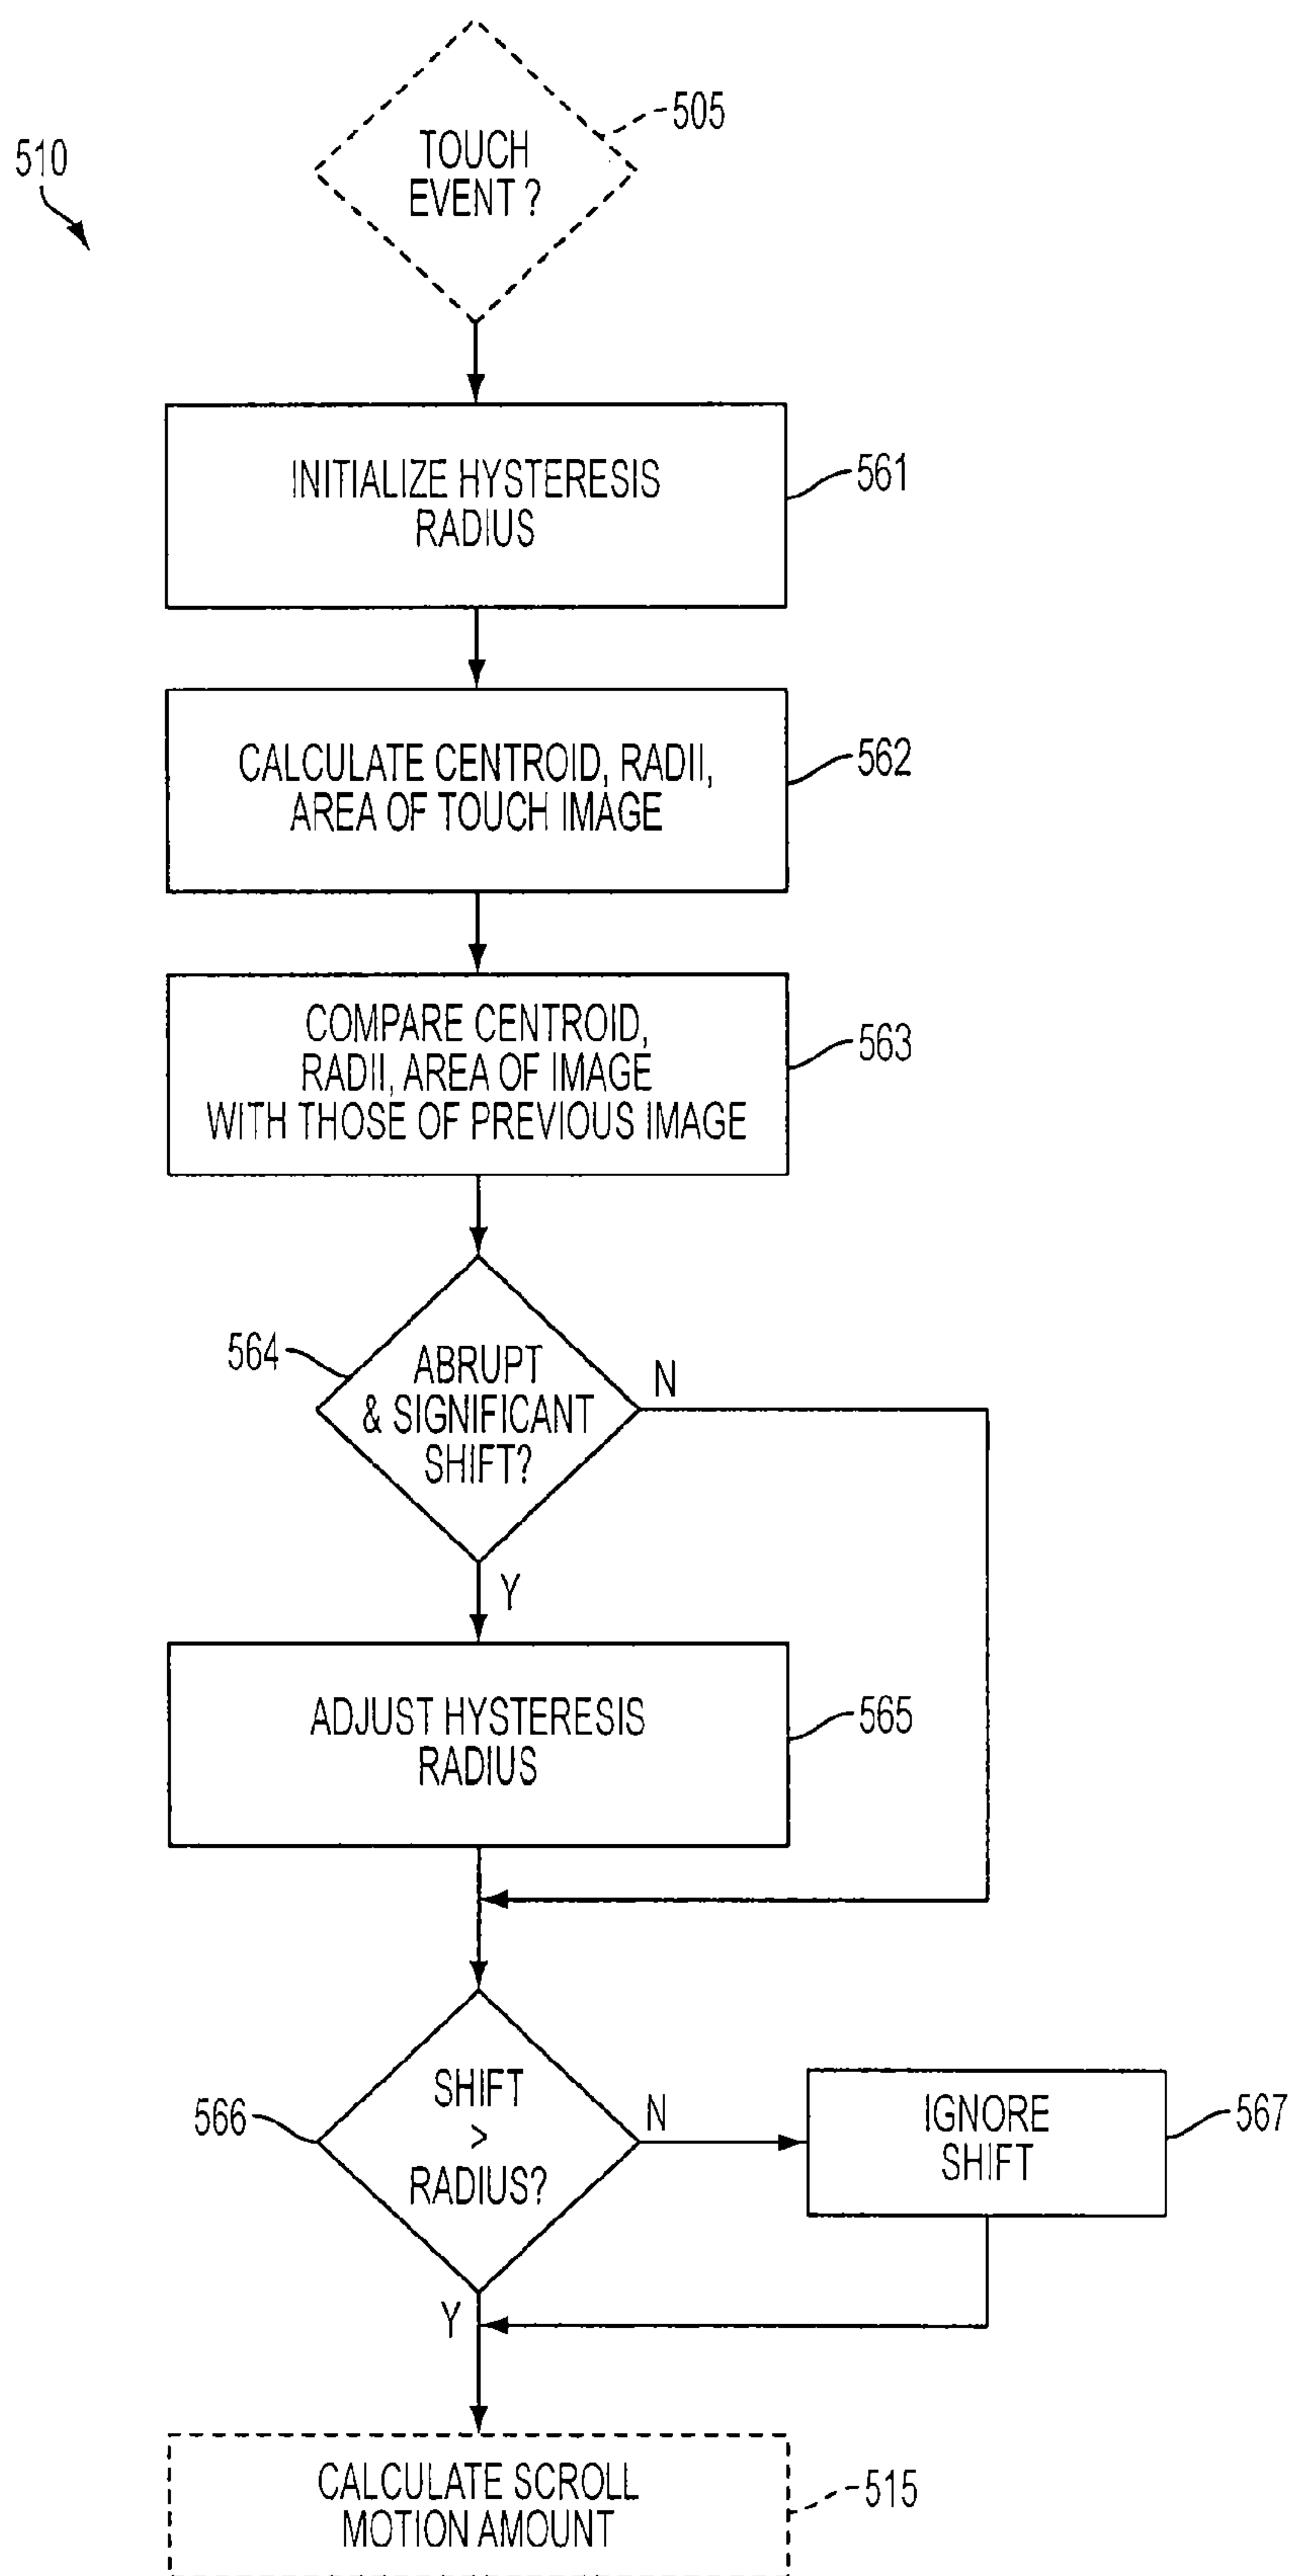 510
TOUCH
EVENT ?
505
INITIALIZE HYSTERESIS
RADIUS
561
CALCULATE CENTROID, RADII,
AREA OF TOUCH IMAGE
562
COMPARE CENTROID,
RADII, AREA OF IMAGE
WITH THOSE OF PREVIOUS IMAGE
563
564
ABRUPT
& SIGNIFICANT
SHIFT?
N
Y
ADJUST HYSTERESIS
RADIUS
565
566
SHIFT
>
RADIUS?
N
IGNORE
SHIFT
567
Y
CALCULATE SCROLL
MOTION AMOUNT
515